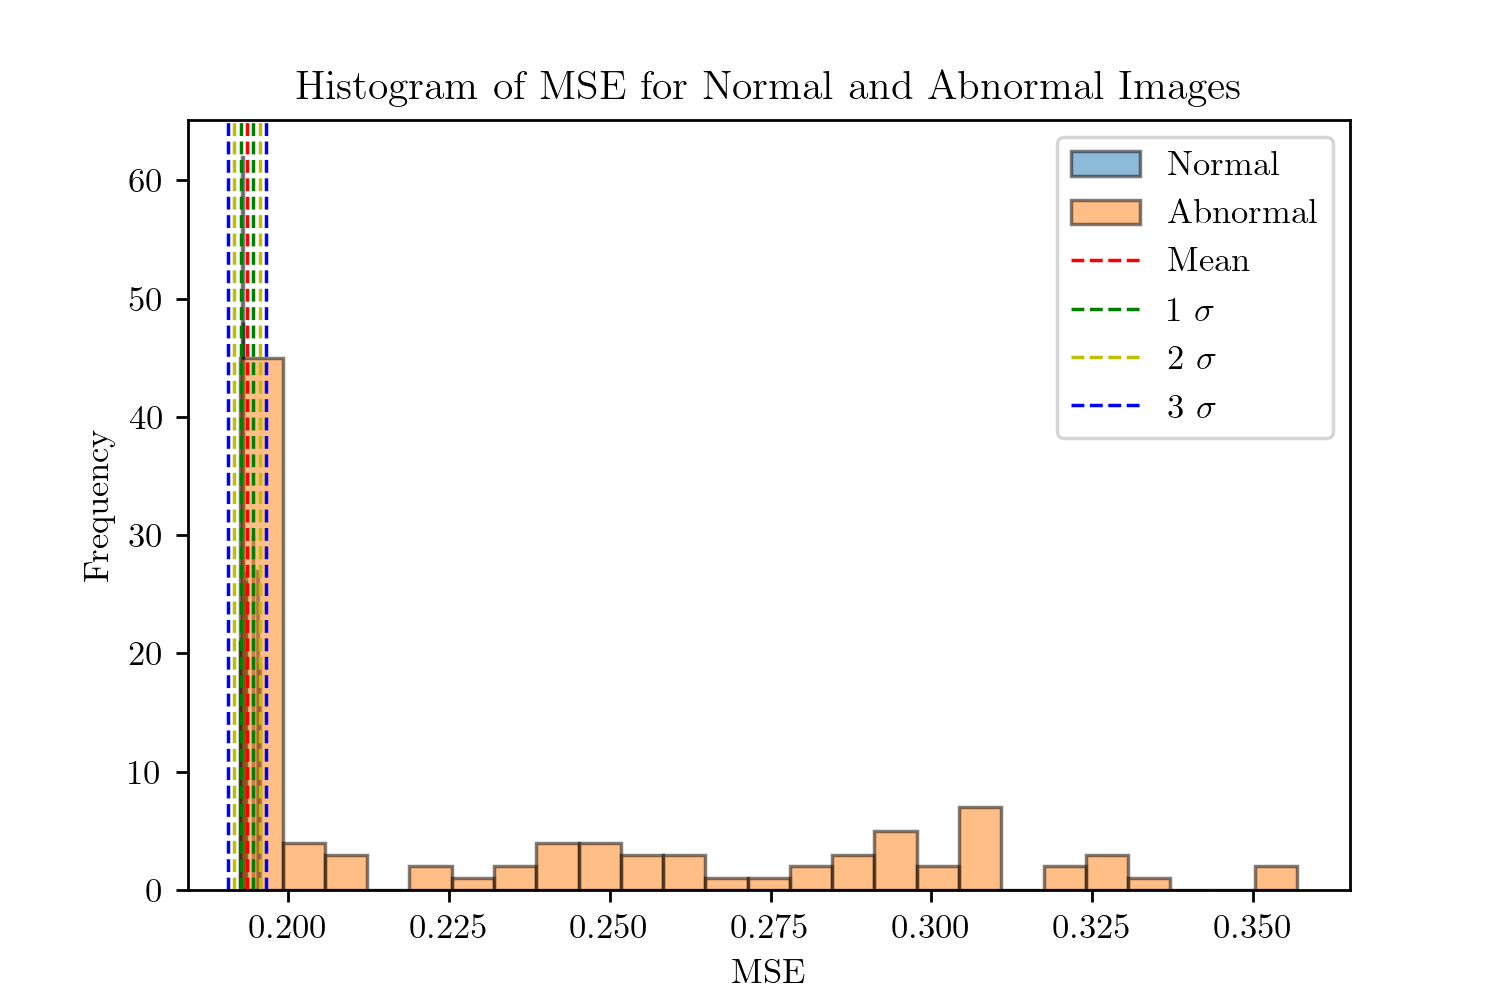 Histogram of MSE for Normal and Abnormal Images
Normal
Abnormal
Mean
1 σ
2 σ
3 σ
Frequency
60
50
40
30
20
10
0
0.200 0.225 0.250 0.275 0.300 0.325 0.350
MSE